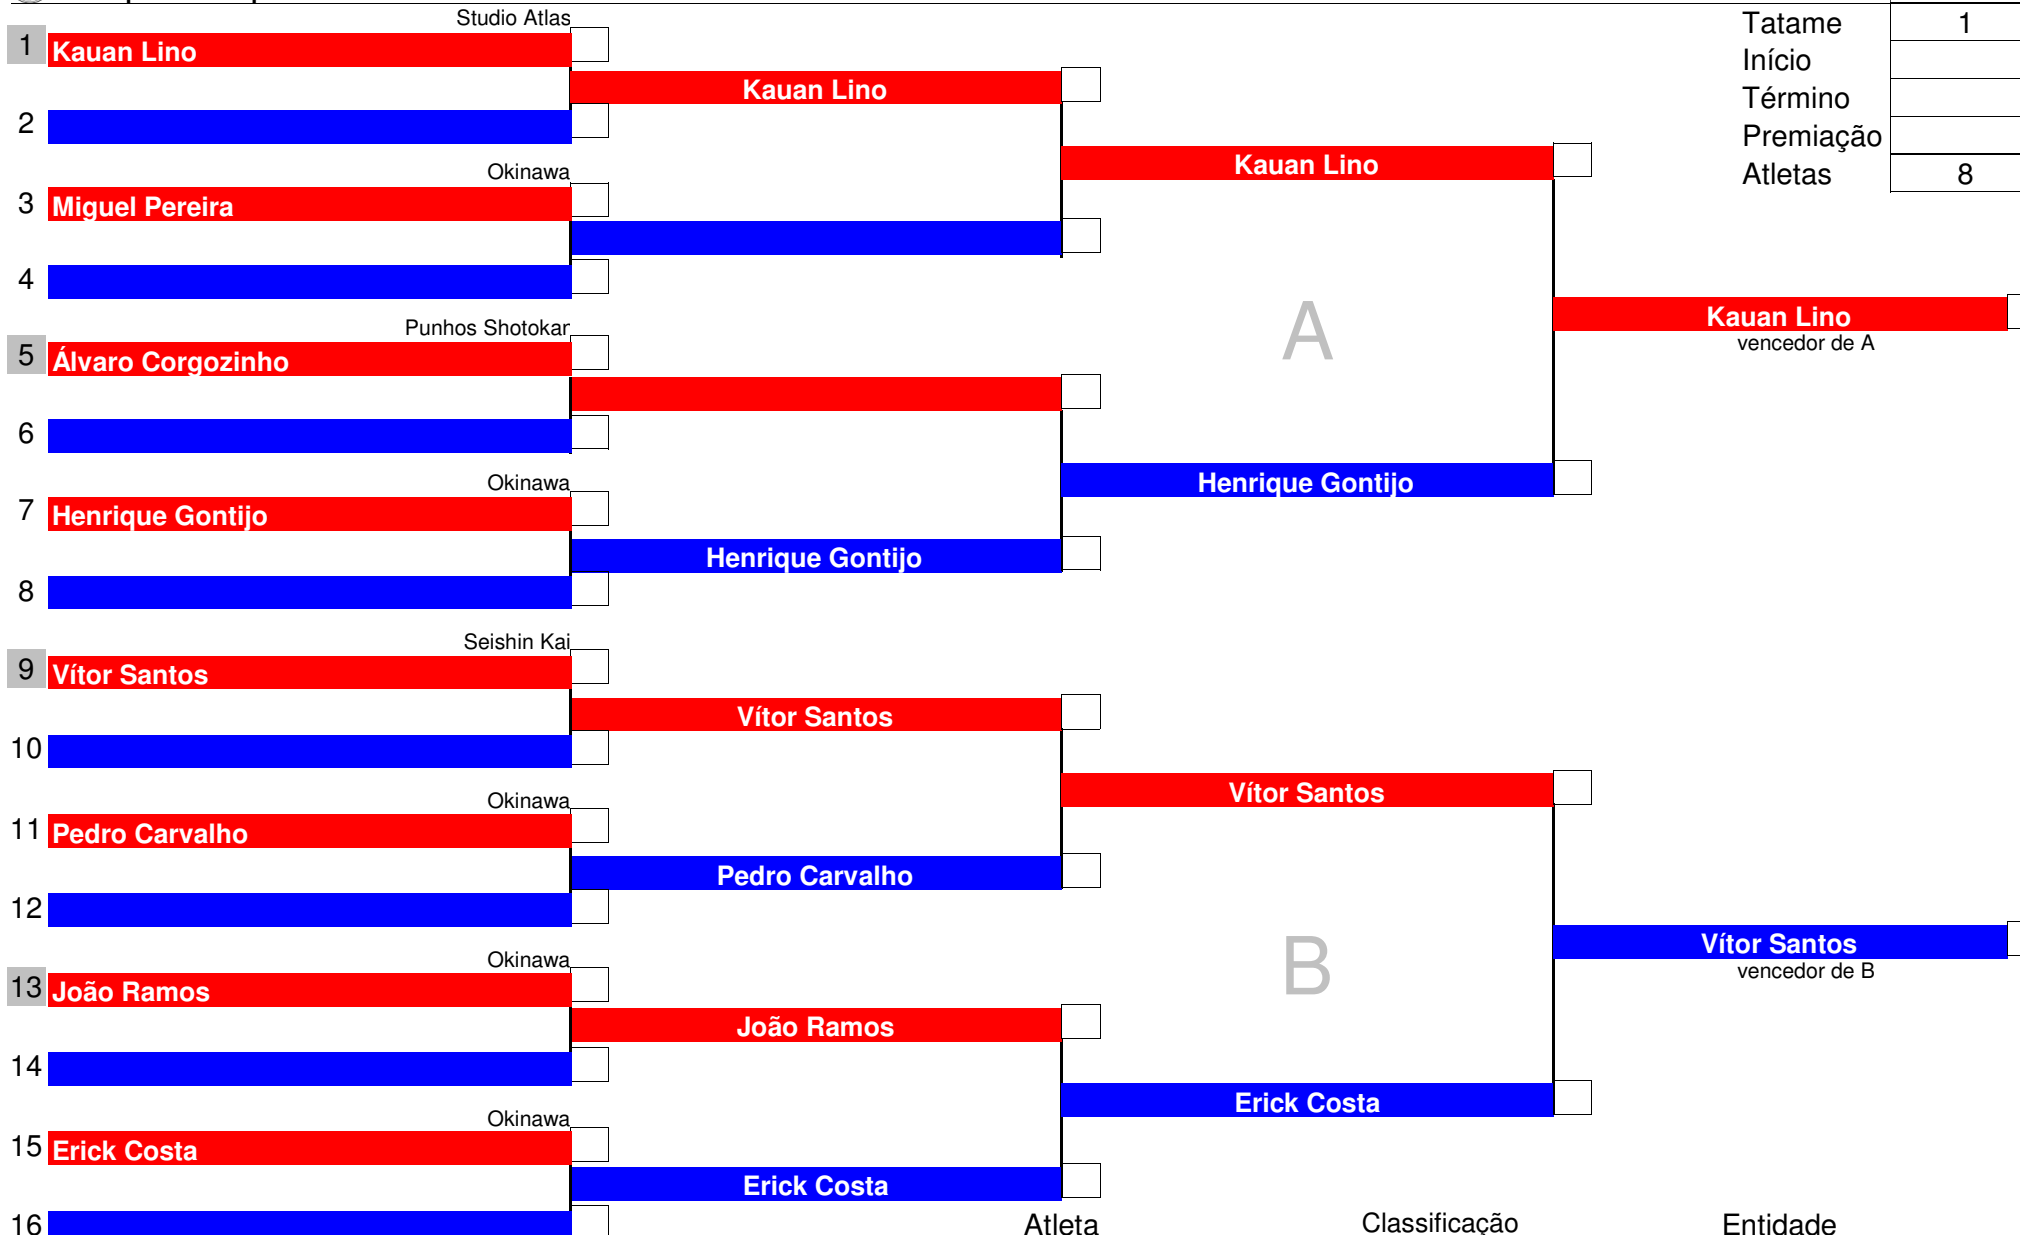 Studio Atlas
1 Kauan Lino
Kauan Lino
2
Okinawa
3 Miguel Pereira
4
Punhos Shotokan
5 Álvaro Corgozinho
6
Okinawa
7 Henrique Gontijo
Henrique Gontijo
8
Kauan Lino
A
Henrique Gontijo
Kauan Lino
vencedor de A
Seishin Kai
9 Vítor Santos
Vítor Santos
10
Okinawa
11 Pedro Carvalho
Pedro Carvalho
12
Okinawa
13 João Ramos
João Ramos
14
Okinawa
15 Erick Costa
Erick Costa
16
Vítor Santos
B
Erick Costa
Vítor Santos
vencedor de B
Tatame 1
Início
Término
Premiação
Atletas 8
Atleta Classificação Entidade